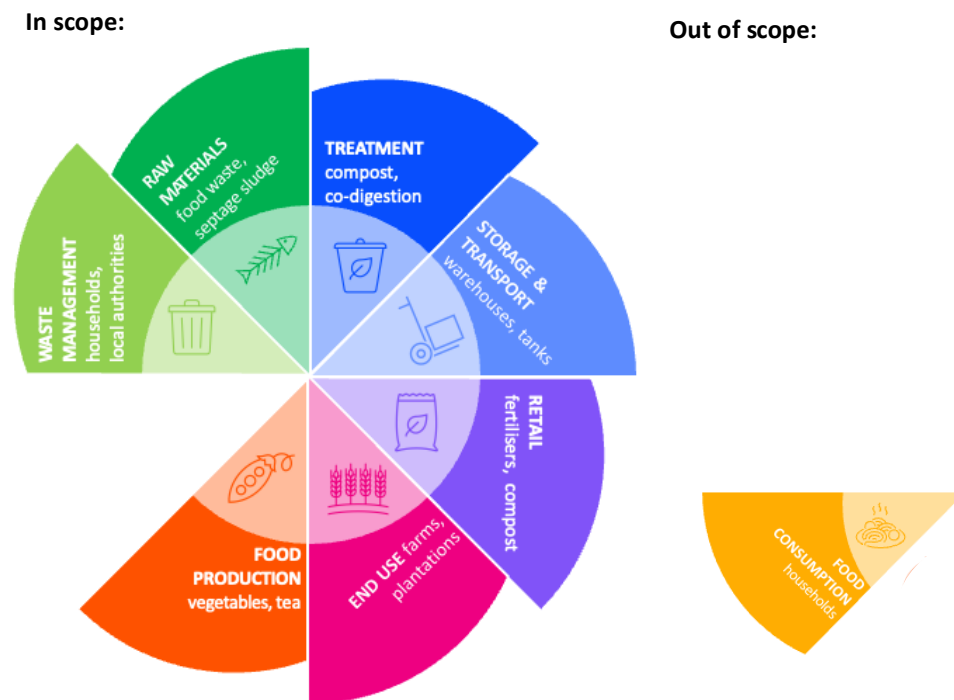 In scope:
Out of scope:
RAW
MATERIALS
food waste,
septage sludge
TREATMENT
compost,
co-digestion
STORAGE &
TRANSPORT
warehouses, tanks
WASTE
MANAGEMENT
households,
local authorities
RETAIL
fertilisers, compost
FOOD
PRODUCTION
vegetables, tea
END USE farms,
plantations
FOOD
CONSUMPTION
households